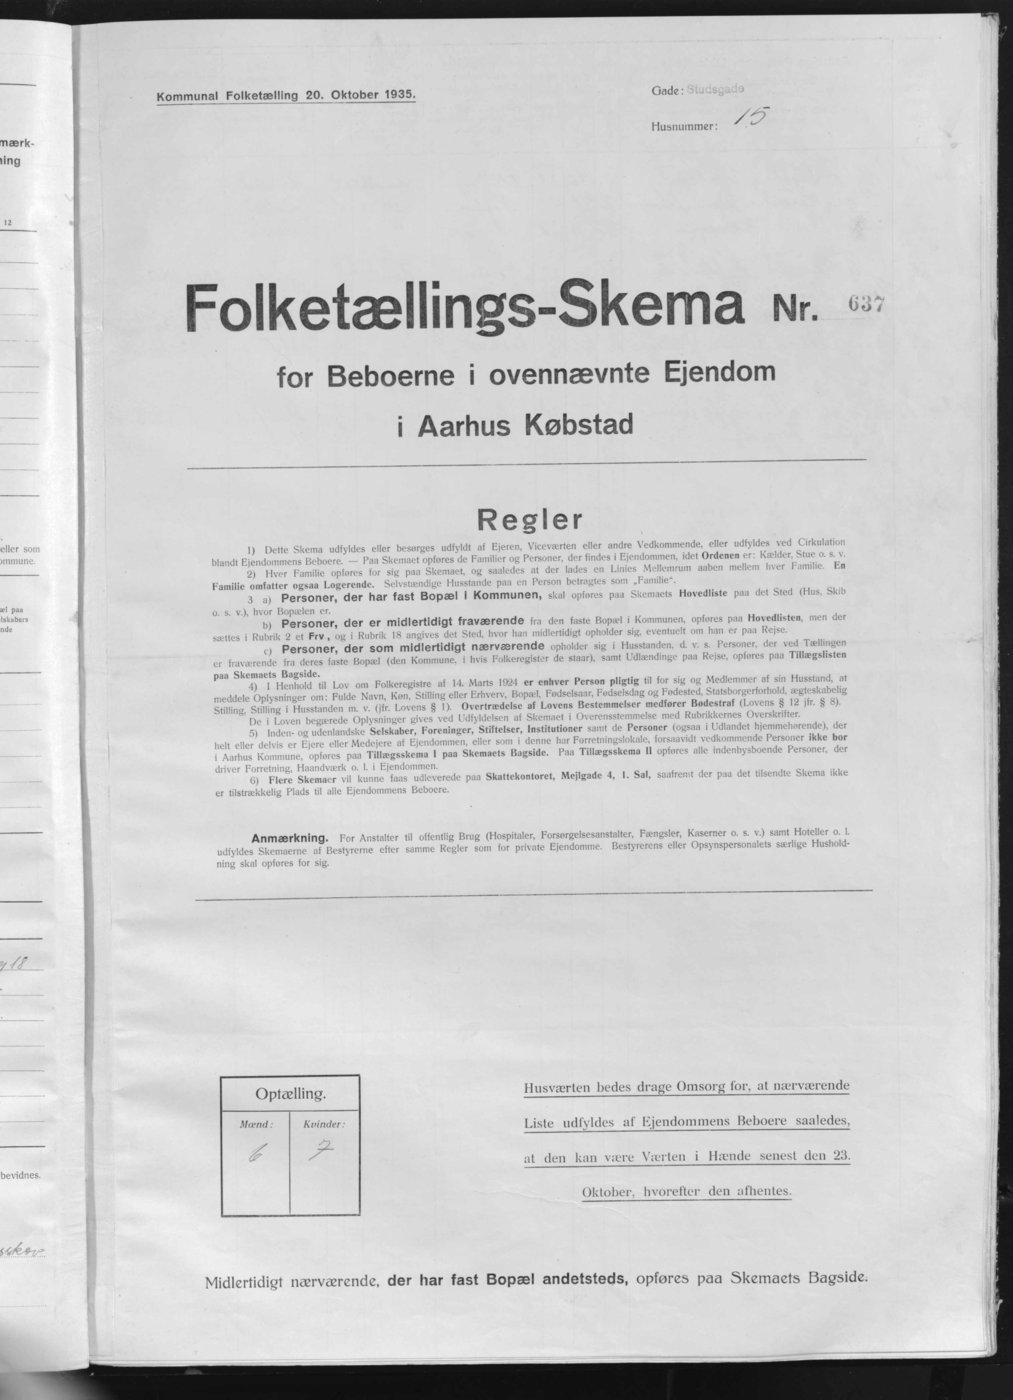 Kommunal Folketælling 20. Oktober 1935.
Gade: Studsgade
Husnummer: 15
Folketællings-Skema Nr. 637
for Beboerne i ovennævnte Ejendom
i Aarhus Købstad
Regler
1) Dette Skema udfyldes eller besørges udfyldt af Ejeren, Viceværten eller andre Vedkommende, eller udfyldes ved Cirkulation
blandt Ejendommens Beboere. — Paa Skemaet opføres de Familier og Personer, der findes i Ejendommen, idet Ordenen er: Kælder, Stue o. s. v.
2) Hver Familie opføres for sig paa Skemaet, og saaledes at der lades en Linies Mellemrum aaben mellem hver Familie. En
Familie omfatter ogsaa Logerende. Selvstændige Husstande paa en Person betragtes som „Familie“.
3 a) Personer, der har fast Bopæl i Kommunen, skal opføres paa Skemaets Hovedliste paa det Sted (Hus, Skib
o. s. v.), hvor Bopælen er.
b) Personer, der er midlertidigt fraværende fra den faste Bopæl i Kommunen, opføres paa Hovedlisten, men der
sættes i Rubrik 2 et Frv, og i Rubrik 18 angives det Sted, hvor han midlertidigt opholder sig, eventuelt om han er paa Rejse.
c) Personer, der som midlertidigt nærværende opholder sig i Husstanden, d. v. s. Personer, der ved Tællingen
er fraværende fra deres faste Bopæl (den Kommune, i hvis Folkeregister de staar), samt Udlændinge paa Rejse, opføres paa Tillægslisten
paa Skemaets Bagside.
4) I Henhold til Lov om Folkeregistre af 14. Marts 1924 er enhver Person pligtig til for sig og Medlemmer af sin Husstand, at
meddele Oplysninger om: Fulde Navn, Køn, Stilling eller Erhverv, Bopæl, Fødselsaar, Fødselsdag og Fødested, Statsborgerforhold, ægteskabelig
Stilling, Stilling i Husstanden m. v. (jfr. Lovens § 1). Overtrædelse af Lovens Bestemmelser medfører Bødestraf (Lovens § 12 jfr. § 8).
De i Loven begærede Oplysninger gives ved Udfyldelsen af Skemaet i Overensstemmelse med Rubrikkernes Overskrifter.
5) Inden- og udenlandske Selskaber, Foreninger, Stiftelser, Institutioner samt de Personer (ogsaa i Udlandet hjemmehørende), der
helt eller delvis er Ejere eller Medejere af Ejendommen, eller som i denne har Forretningslokale, forsaavidt vedkommende Personer ikke bor
i Aarhus Kommune, opføres paa Tillægsskema I paa Skemaets Bagside. Paa Tillægsskema II opføres alle indenbysboende Personer, der
driver Forretning, Haandværk o. l. i Ejendommen.
6) Flere Skemaer vil kunne faas udleverede paa Skattekontoret, Mejlgade 4, 1. Sal, saafremt der paa det tilsendte Skema ikke
er tilstrækkelig Plads til alle Ejendommens Beboere.
Anmærkning. For Anstalter til offentlig Brug (Hospitaler, Forsørgelsesanstalter, Fængsler, Kaserner o. s. v.) samt Hoteller o. l.
udfyldes Skemaerne af Bestyrerne efter samme Regler som for private Ejendomme. Bestyrerens eller Opsynspersonalets særlige Hushold-
ning skal opføres for sig.
Optælling.
Mænd: Kvinder:
6 7
Husværten bedes drage Omsorg for, at nærværende
Liste udfyldes af Ejendommens Beboere saaledes,
at den kan være Værten i Hænde senest den 23.
Oktober, hvorefter den afhentes.
Midlertidigt nærværende, der har fast Bopæl andetsteds, opføres paa Skemaets Bagside.
mærk-
ning
12
eller som
ommune.
æl paa
lskabers
nde
18
bevidnes.